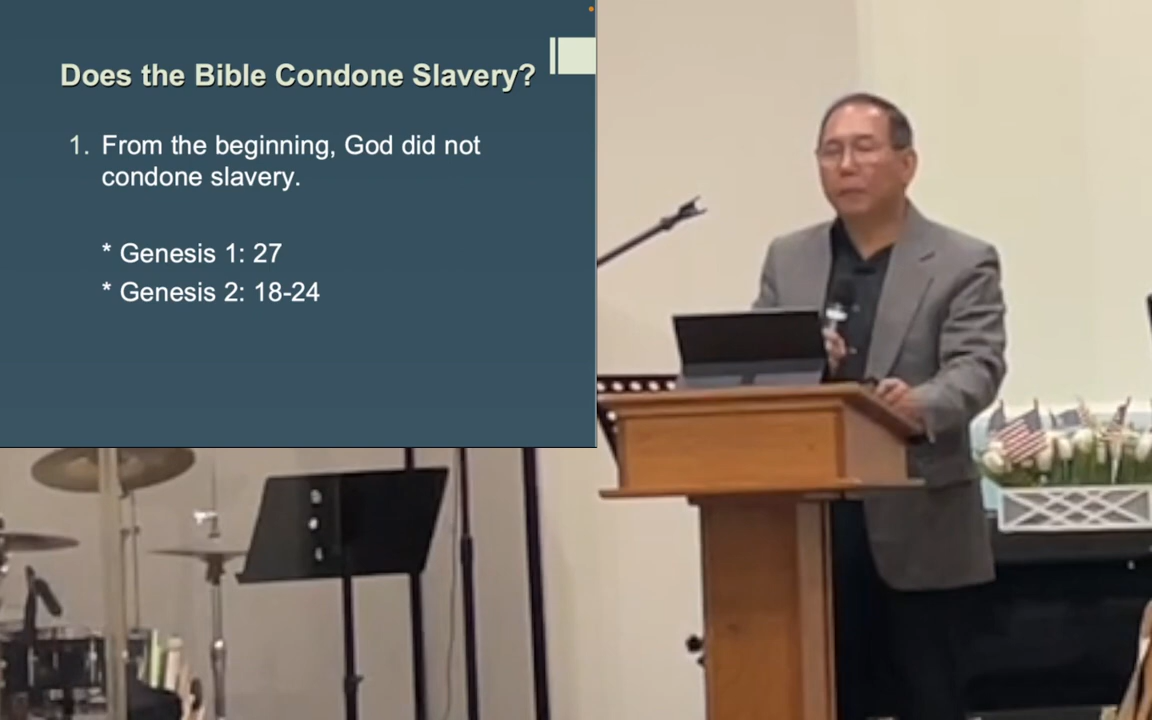 Does the Bible Condone Slavery?
1. From the beginning, God did not
condone slavery.
* Genesis 1: 27
* Genesis 2: 18-24